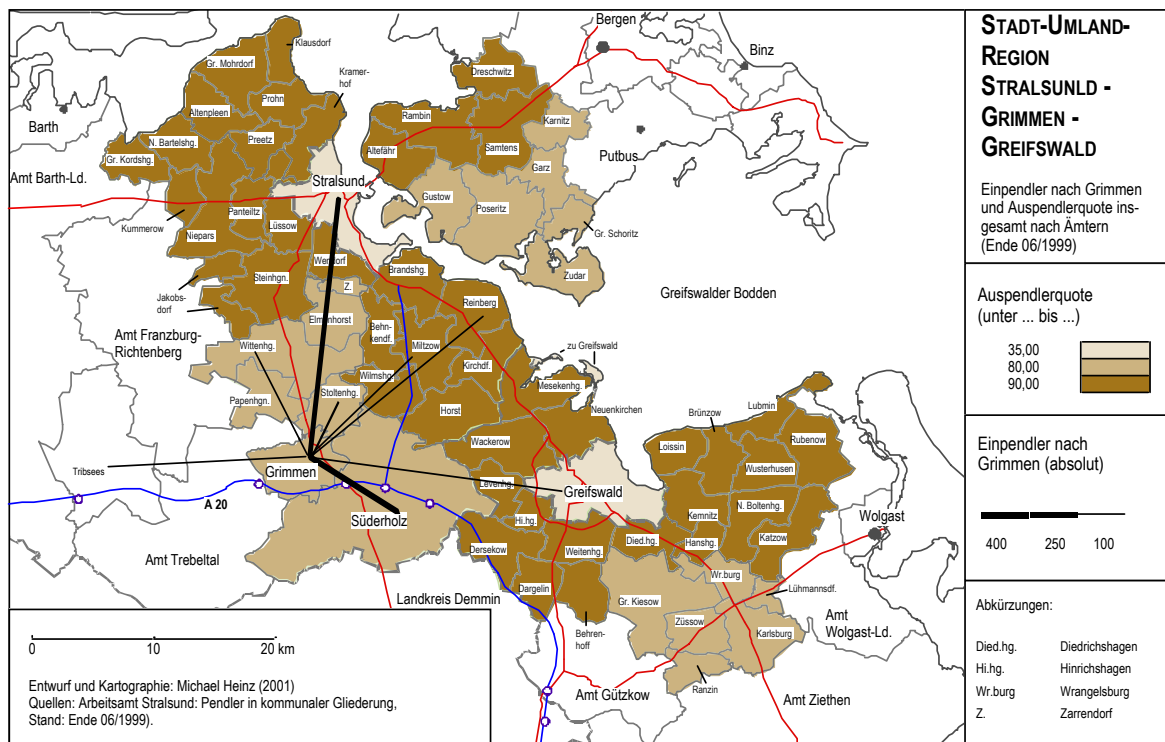 Klausdorf
Gr. Mohrdorf
Kramer-
hof
Prohn
Altenpleen
Barth
N. Bartelshg.
Preetz
Gr. Kordshg.
Amt Barth-Ld.
Stralsund
Bergen
Binz
Dreschwitz
Rambin
Karnitz
Altefähr
Samtens
Putbus
Garz
Gustow
Poseritz
Gr. Schoritz
Zudar
Kummerow
Panteiltz
Niepars
Lüssow
Wendorf
Brandshg.
Steinhgn.
Z.
Jakobs-
dorf
Reinberg
Greifswalder Bodden
Elmenhorst
Behn-
kendf.
Amt Franzburg-
Richtenberg
Wittenhg.
Miltzow
zu Greifswald
Kirchdf.
Wilmshg.
Mesekenhg.
Papenhgn.
Stoltenhg.
Neuenkirchen
Horst
Lubmin
Brünzow
Wackerow
Loissin
Rubenow
Tribsees
Grimmen
Wusterhusen
Levenhg.
Greifswald
A 20
N. Boltenhg.
Süderholz
Hi.hg.
Kemnitz
Wolgast
Died.hg.
Hanshg.
Katzow
Dersekow
Weitenhg.
Amt Trebeltal
Wr.burg
Dargelin
Lühmannsdf.
Landkreis Demmin
Gr. Kiesow
Züssow
Karlsburg
Amt
Wolgast-Ld.
Behren-
hoff
Ranzin
Amt Gützkow
Amt Ziethen
0 10 20 km
Entwurf und Kartographie: Michael Heinz (2001)
Quellen: Arbeitsamt Stralsund: Pendler in kommunaler Gliederung,
Stand: Ende 06/1999).
STADT-UMLAND-
REGION
STRALSUNLD -
GRIMMEN -
GREIFSWALD
Einpendler nach Grimmen
und Auspendlerquote ins-
gesamt nach Ämtern
(Ende 06/1999)
Auspendlerquote
(unter ... bis ...)
35,00
80,00
90,00
Einpendler nach
Grimmen (absolut)
400 250 100
Abkürzungen:
Died.hg. Diedrichshagen
Hi.hg. Hinrichshagen
Wr.burg Wrangelsburg
Z. Zarrendorf